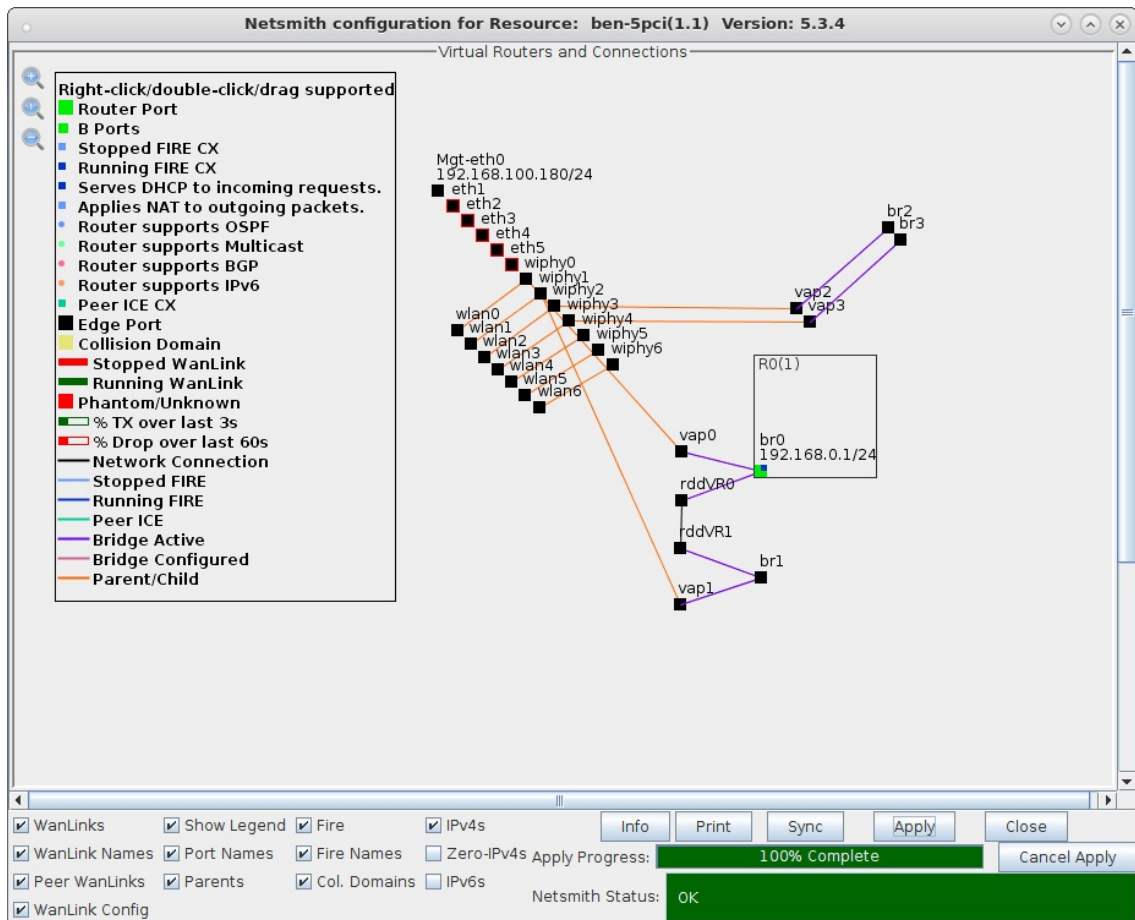 Netsmith configuration for Resource:  ben-5pci(1.1)  Version: 5.3.4
Virtual Routers and Connections
Right-click/double-click/drag supported
Router Port
B Ports
Stopped FIRE CX
Running FIRE CX
Serves DHCP to incoming requests.
Applies NAT to outgoing packets.
Router supports OSPF
Router supports Multicast
Router supports BGP
Router supports IPv6
Peer ICE CX
Edge Port
Collision Domain
Stopped WanLink
Running WanLink
Phantom/Unknown
% TX over last 3s
% Drop over last 60s
Network Connection
Stopped FIRE
Running FIRE
Peer ICE
Bridge Active
Bridge Configured
Parent/Child
Mgt-eth0
192.168.100.180/24
eth1
eth2
eth3
eth4
eth5
wiphy0
wiphy1
wiphy2
wiphy3
wiphy4
wiphy5
wiphy6
wlan0
wlan1
wlan2
wlan3
wlan4
wlan5
wlan6
br2
br3
vap2
vap3
R0(1)
br0
192.168.0.1/24
vap0
rddVR0
rddVR1
br1
vap1
WanLinks Show Legend Fire IPv4s Info Print Sync Apply Close
WanLink Names Port Names Fire Names Zero-IPv4s Apply Progress: 100% Complete Cancel Apply
Peer WanLinks Parents Col. Domains IPv6s Netsmith Status: OK
WanLink Config